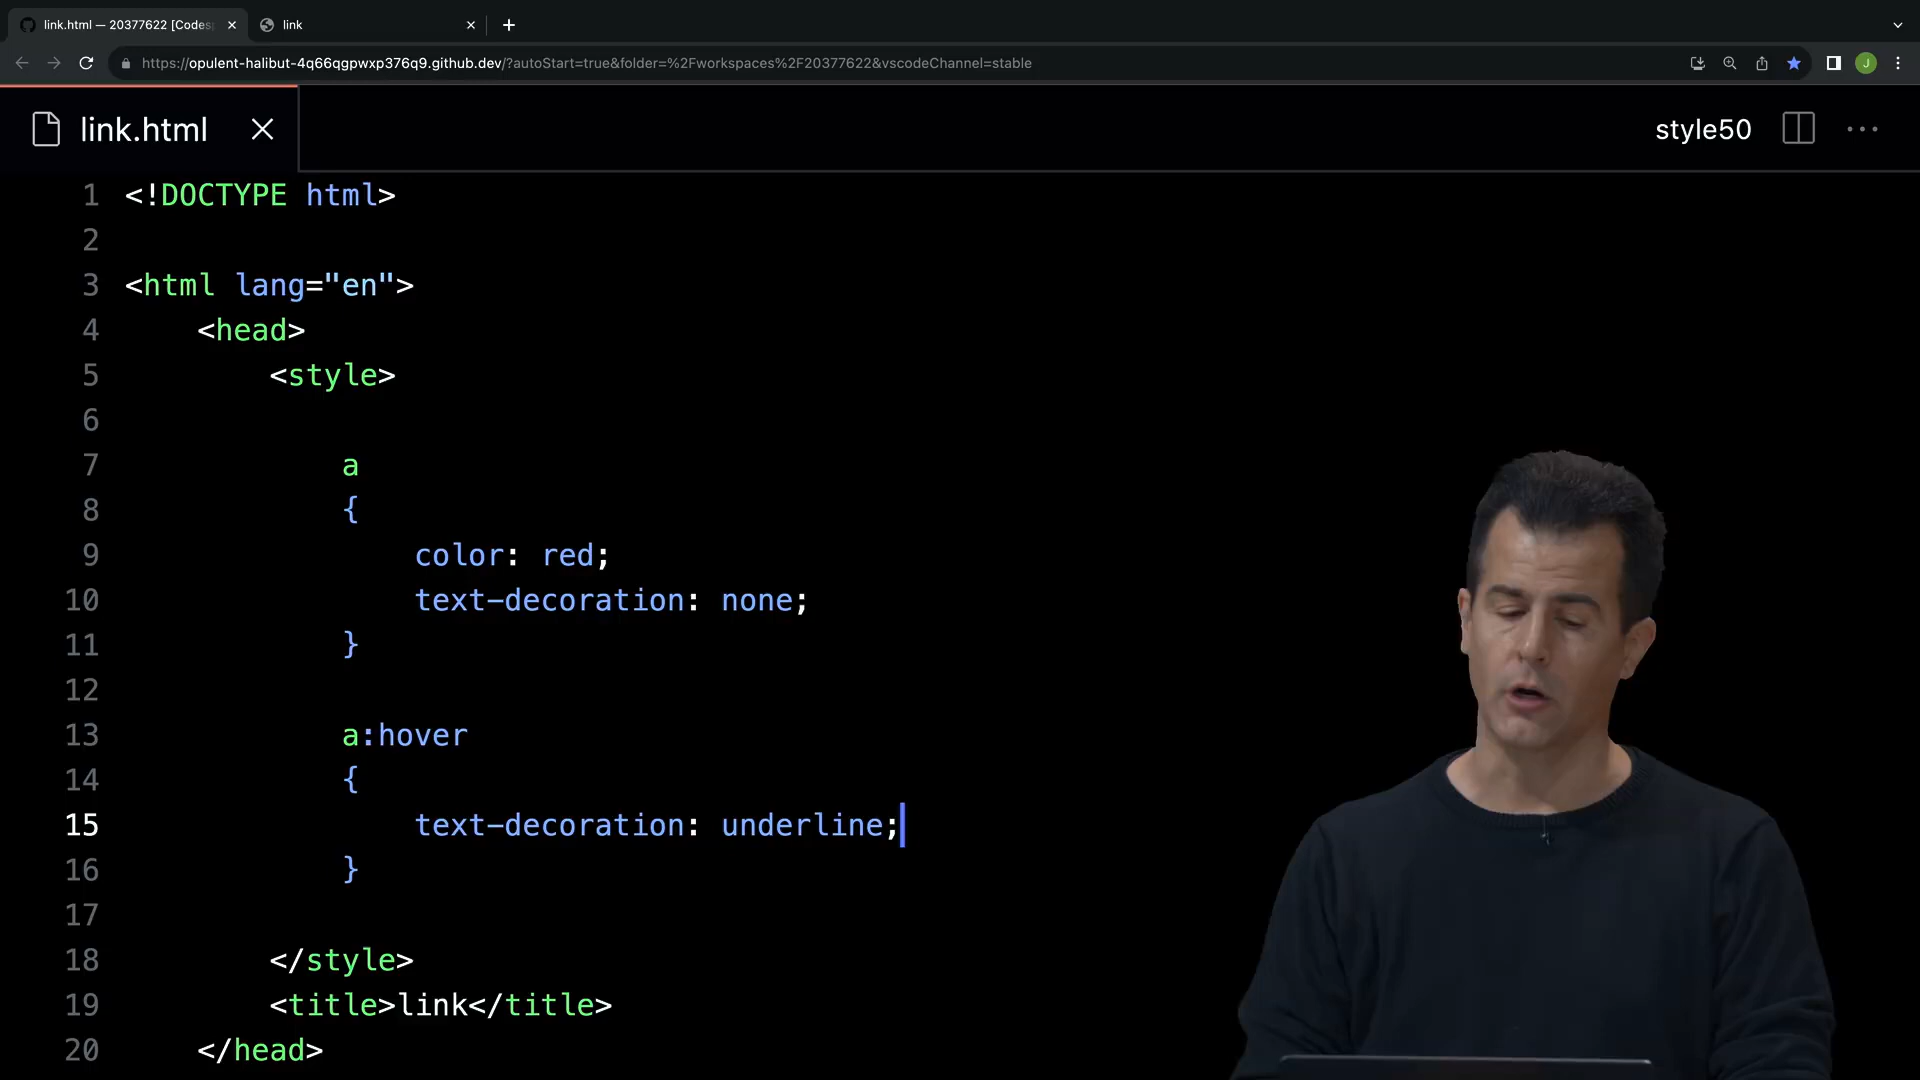 link.html — 20377622 [Codes
link
https://opulent-halibut-4q66qgpwxp376q9.github.dev/?autoStart=true&folder=%2Fworkspaces%2F20377622&vscodeChannel=stable
J
link.html
style50
1 <!DOCTYPE html>
2
3 <html lang="en">
4     <head>
5         <style>
6
7             a
8             {
9                 color: red;
10                 text-decoration: none;
11             }
12
13             a:hover
14             {
15                 text-decoration: underline;
16             }
17
18         </style>
19         <title>link</title>
20     </head>